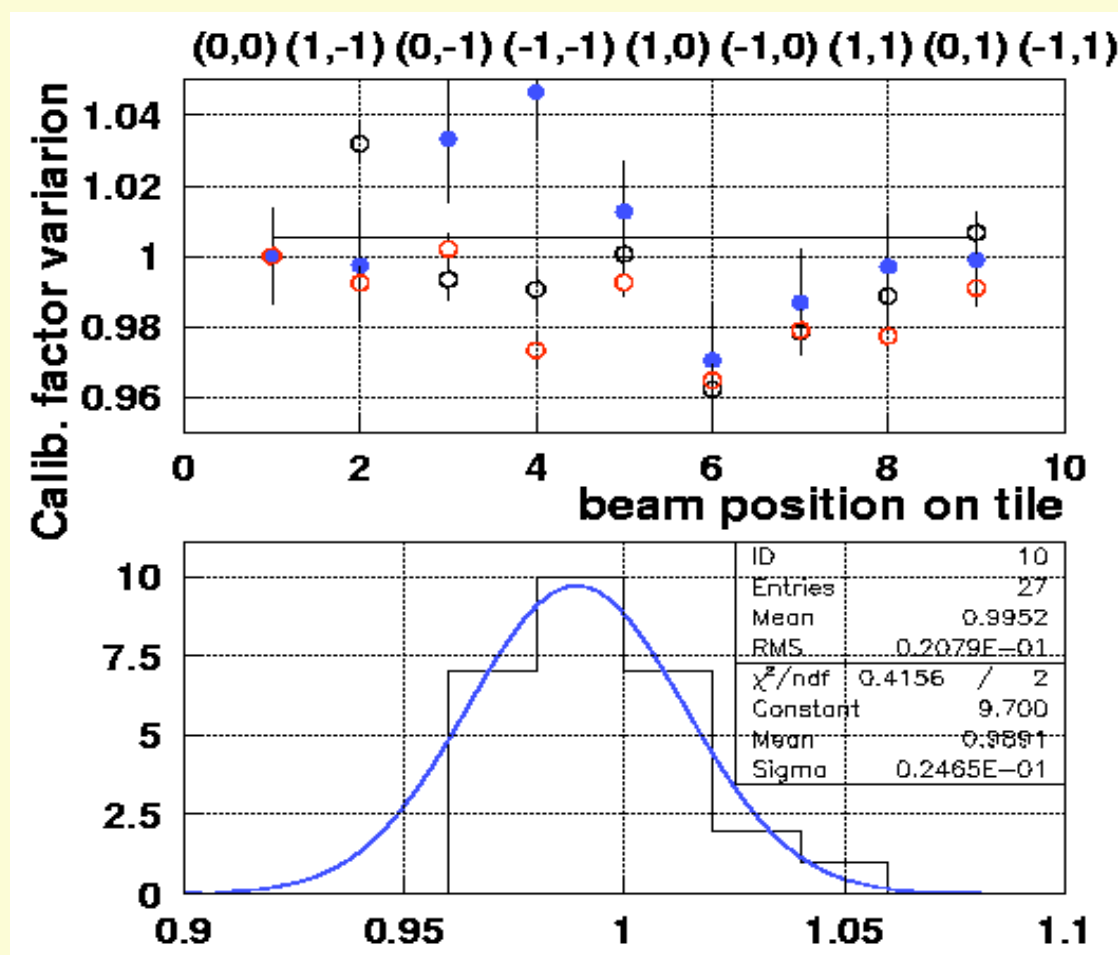 (0,0) (1,-1) (0,-1) (-1,-1) (1,0) (-1,0) (1,1) (0,1) (-1,1)
Calib. factor variarion
1.04
1.02
1
0.98
0.96
0 2 4 6 8 10
beam position on tile
ID 10
Entries 27
Mean 0.9952
RMS 0.2079E-01
χ²/ndf 0.4156 / 2
Constant 9.700
Mean 0.9891
Sigma 0.2465E-01
10
7.5
5
2.5
0
0.9 0.95 1 1.05 1.1